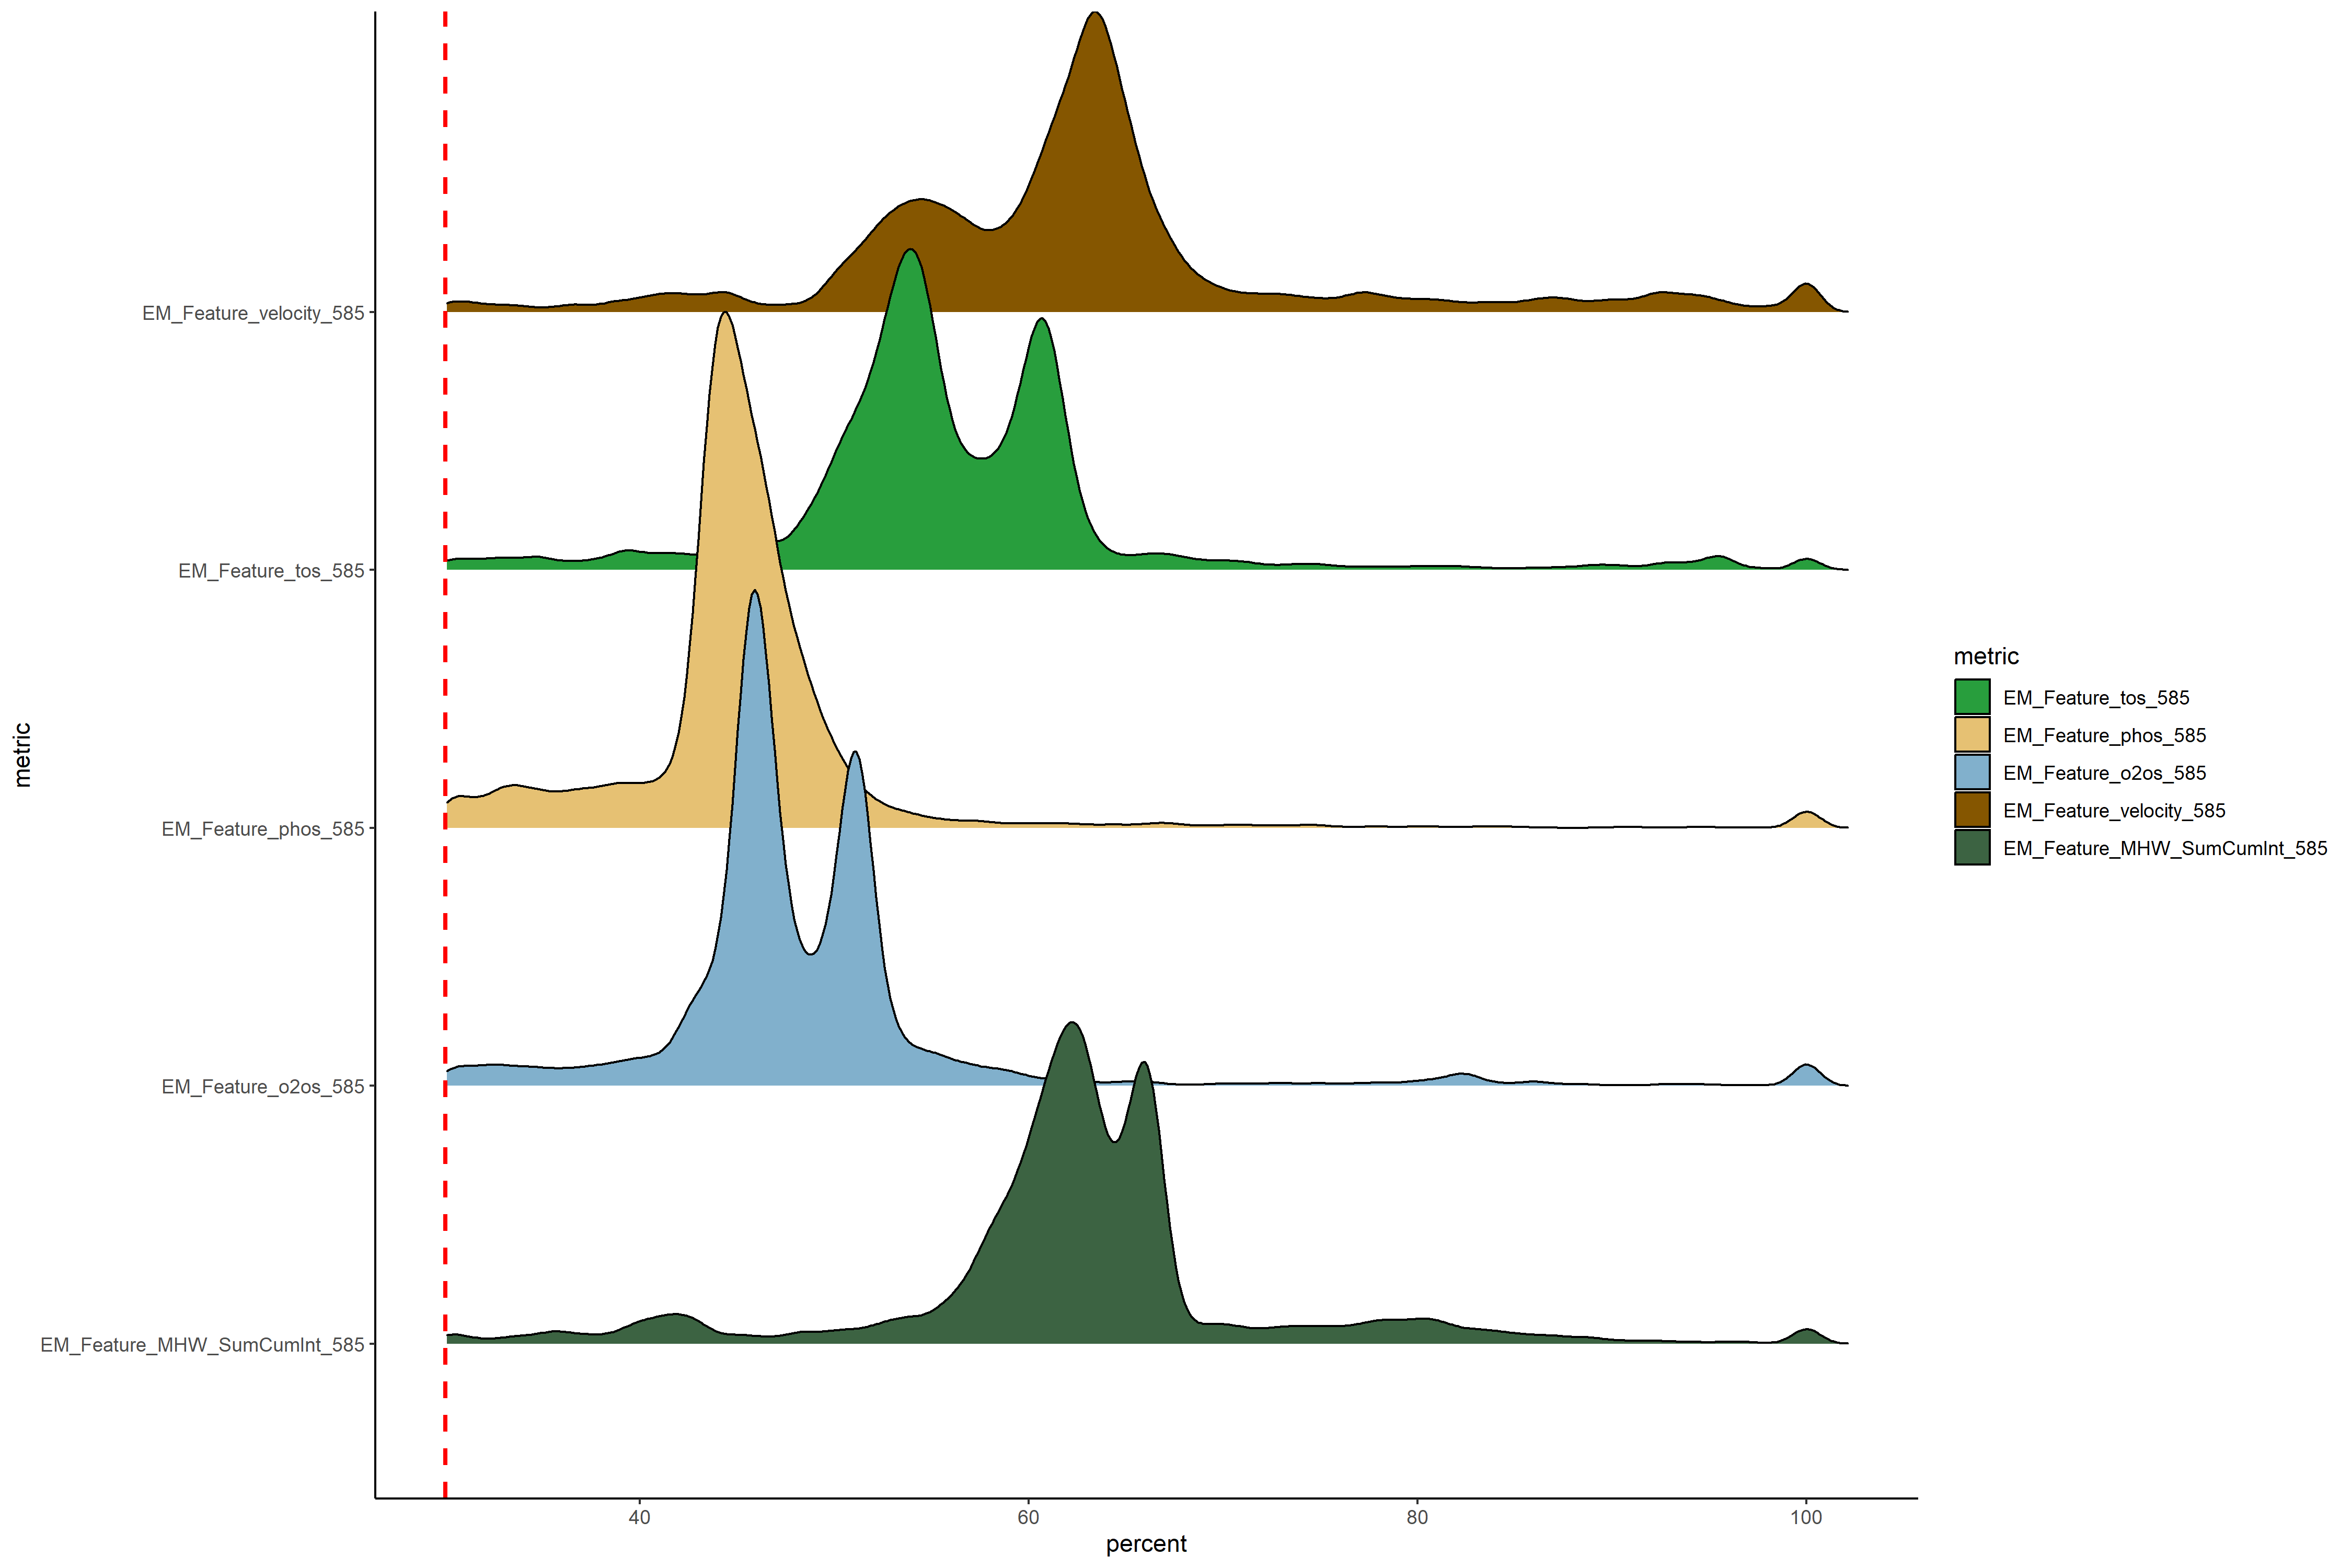 EM_Feature_velocity_585
EM_Feature_tos_585
EM_Feature_phos_585
EM_Feature_o2os_585
EM_Feature_MHW_SumCumInt_585
metric
40
60
80
100
percent
metric
EM_Feature_tos_585
EM_Feature_phos_585
EM_Feature_o2os_585
EM_Feature_velocity_585
EM_Feature_MHW_SumCumInt_585